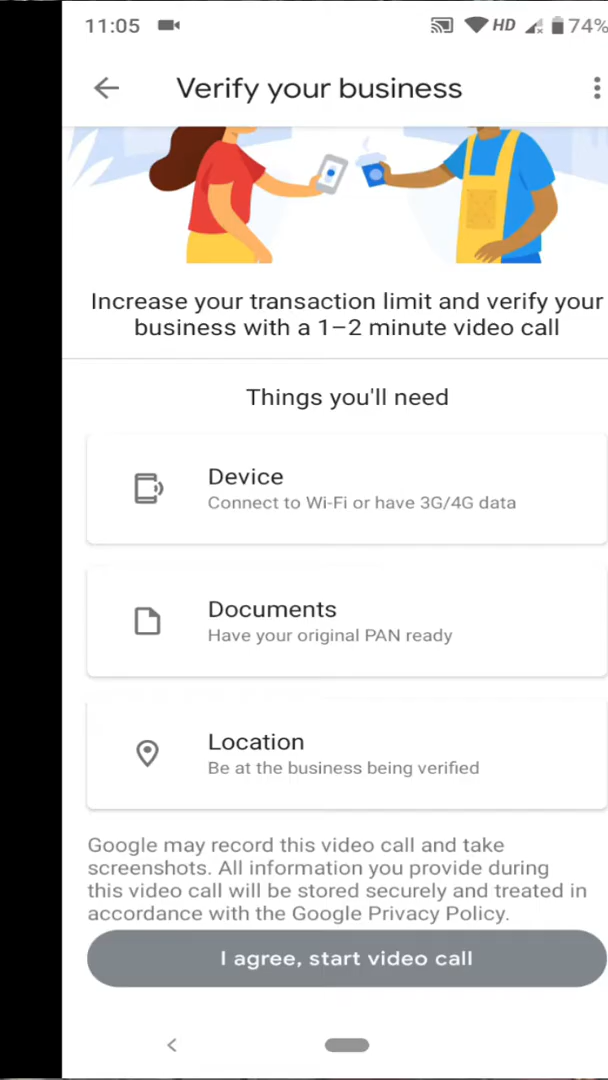 11:05 HD 74%
Verify your business
Increase your transaction limit and verify your
business with a 1–2 minute video call
Things you'll need
Device
Connect to Wi-Fi or have 3G/4G data
Documents
Have your original PAN ready
Location
Be at the business being verified
Google may record this video call and take
screenshots. All information you provide during
this video call will be stored securely and treated in
accordance with the Google Privacy Policy.
I agree, start video call